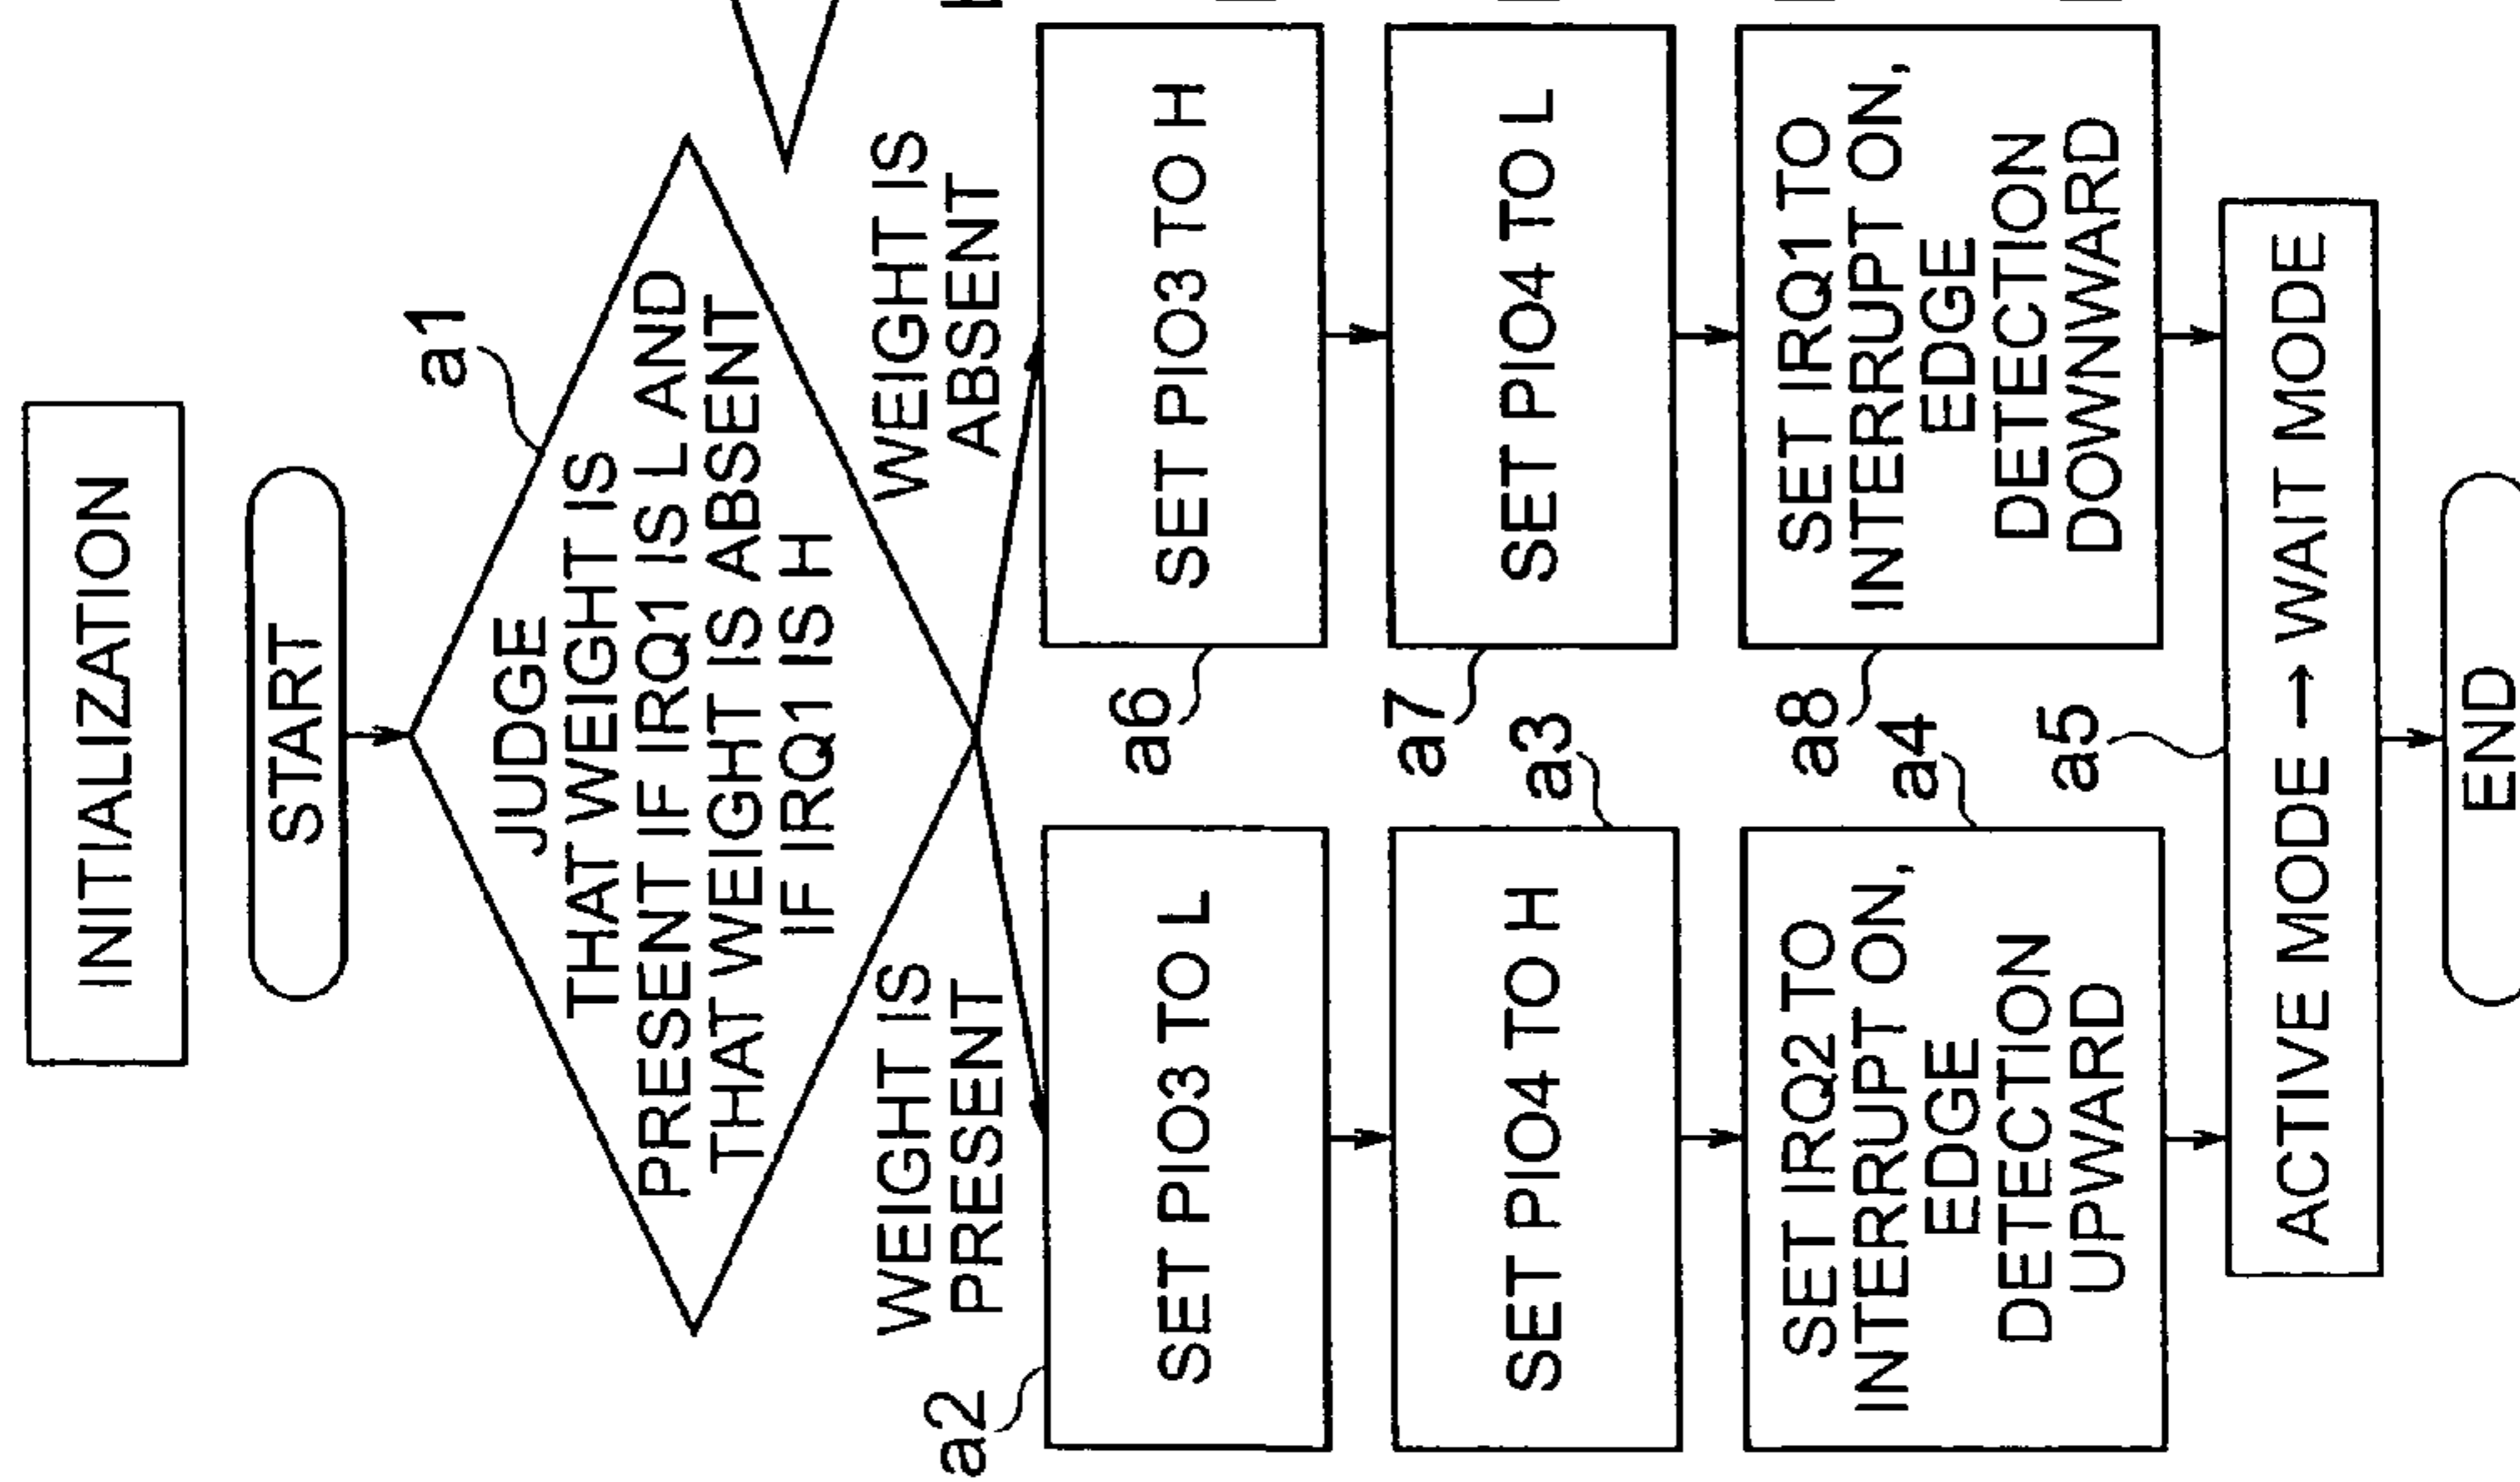 INITIALIZATION
START
a1
JUDGE
THAT WEIGHT IS
PRESENT IF IRQ1 IS L AND
THAT WEIGHT IS ABSENT
IF IRQ1 IS H
WEIGHT IS
PRESENT
WEIGHT IS
ABSENT
a2
SET PIO3 TO L
a6
SET PIO3 TO H
a3
SET PIO4 TO H
a7
SET PIO4 TO L
a4
SET IRQ2 TO
INTERRUPT ON,
EDGE
DETECTION
UPWARD
a8
SET IRQ1 TO
INTERRUPT ON,
EDGE
DETECTION
DOWNWARD
a5
ACTIVE MODE → WAIT MODE
END